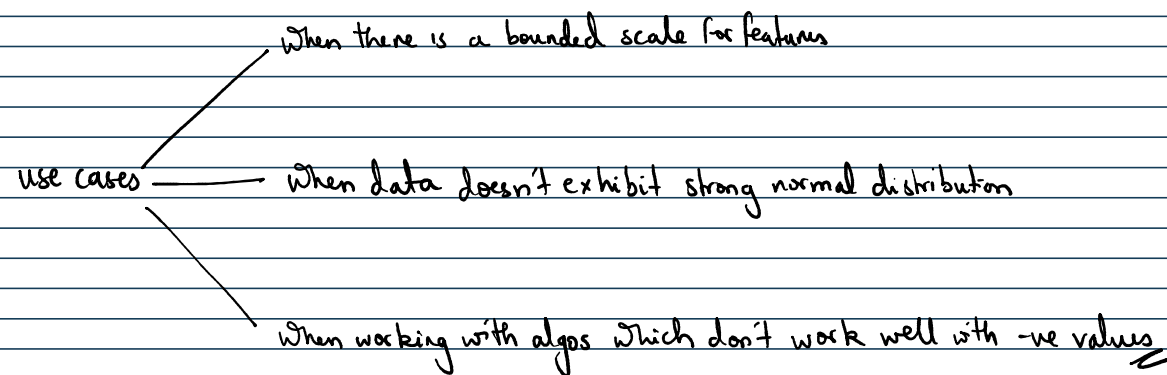 When there is a bounded scale for features
use cases
When data doesn't exhibit strong normal distribution
When working with algos which don't work well with -ve values